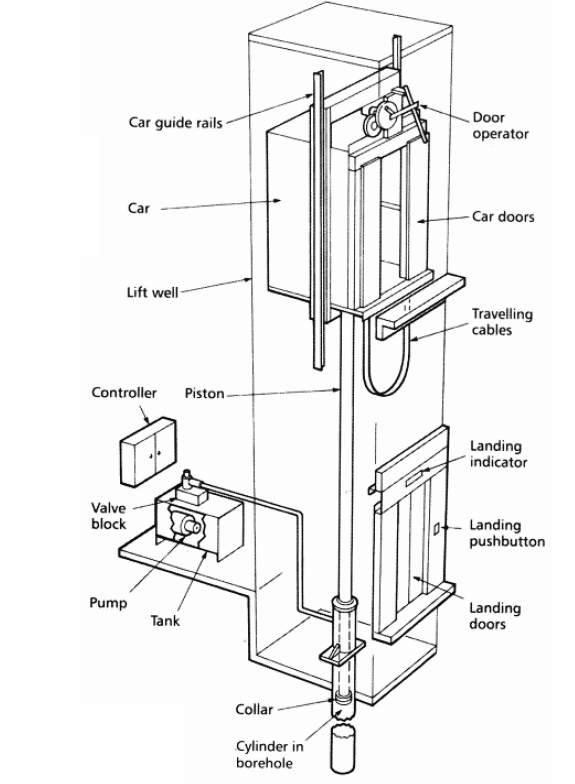 Car guide rails
Door
operator
Car
Car doors
Lift well
Travelling
cables
Controller
Piston
Landing
indicator
Valve
block
Landing
pushbutton
Pump
Tank
Landing
doors
Collar
Cylinder in
borehole